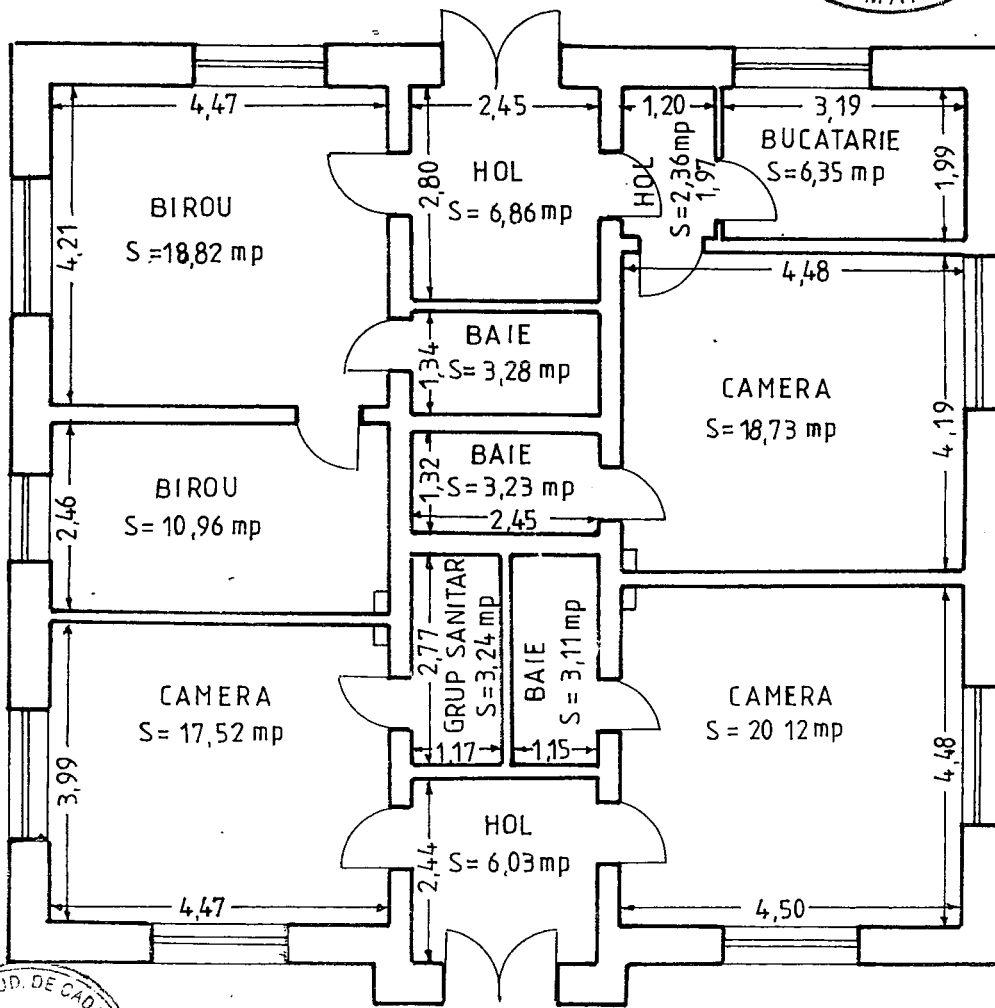 4,47
2,45
1,20
3,19
BIROU
S=18,82 mp
4,21
HOL
S= 6,86 mp
2,80
HOL
S=2,36mp
1,97
BUCATARIE
S=6,35 mp
1,99
4,48
BAIE
S= 3,28 mp
1,34
CAMERA
S=18,73 mp
4,19
BIROU
S= 10,96 mp
2,46
BAIE
S=3,23 mp
1,32
2,45
GRUP SANITAR
S=3,24 mp
2,77
1,17
BAIE
S= 3,11 mp
1,15
CAMERA
S= 17,52 mp
3,99
4,47
CAMERA
S= 20 12 mp
4,48
4,50
HOL
S= 6,03 mp
2,44
UD. DE CAD